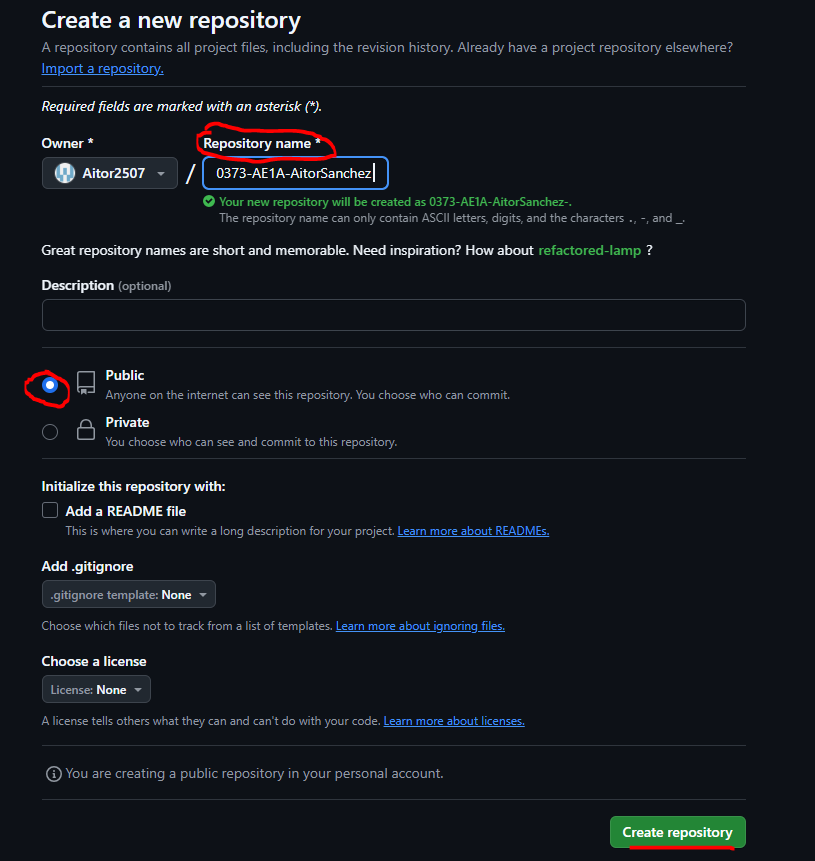 Create a new repository
A repository contains all project files, including the revision history. Already have a project repository elsewhere?
Import a repository.
Required fields are marked with an asterisk (*).
Owner *
Repository name *
Aitor2507
/
0373-AE1A-AitorSanchez
Your new repository will be created as 0373-AE1A-AitorSanchez-.
The repository name can only contain ASCII letters, digits, and the characters ., -, and _.
Great repository names are short and memorable. Need inspiration? How about refactored-lamp ?
Description (optional)
Public
Anyone on the internet can see this repository. You choose who can commit.
Private
You choose who can see and commit to this repository.
Initialize this repository with:
Add a README file
This is where you can write a long description for your project. Learn more about READMEs.
Add .gitignore
.gitignore template: None
Choose which files not to track from a list of templates. Learn more about ignoring files.
Choose a license
License: None
A license tells others what they can and can't do with your code. Learn more about licenses.
You are creating a public repository in your personal account.
Create repository